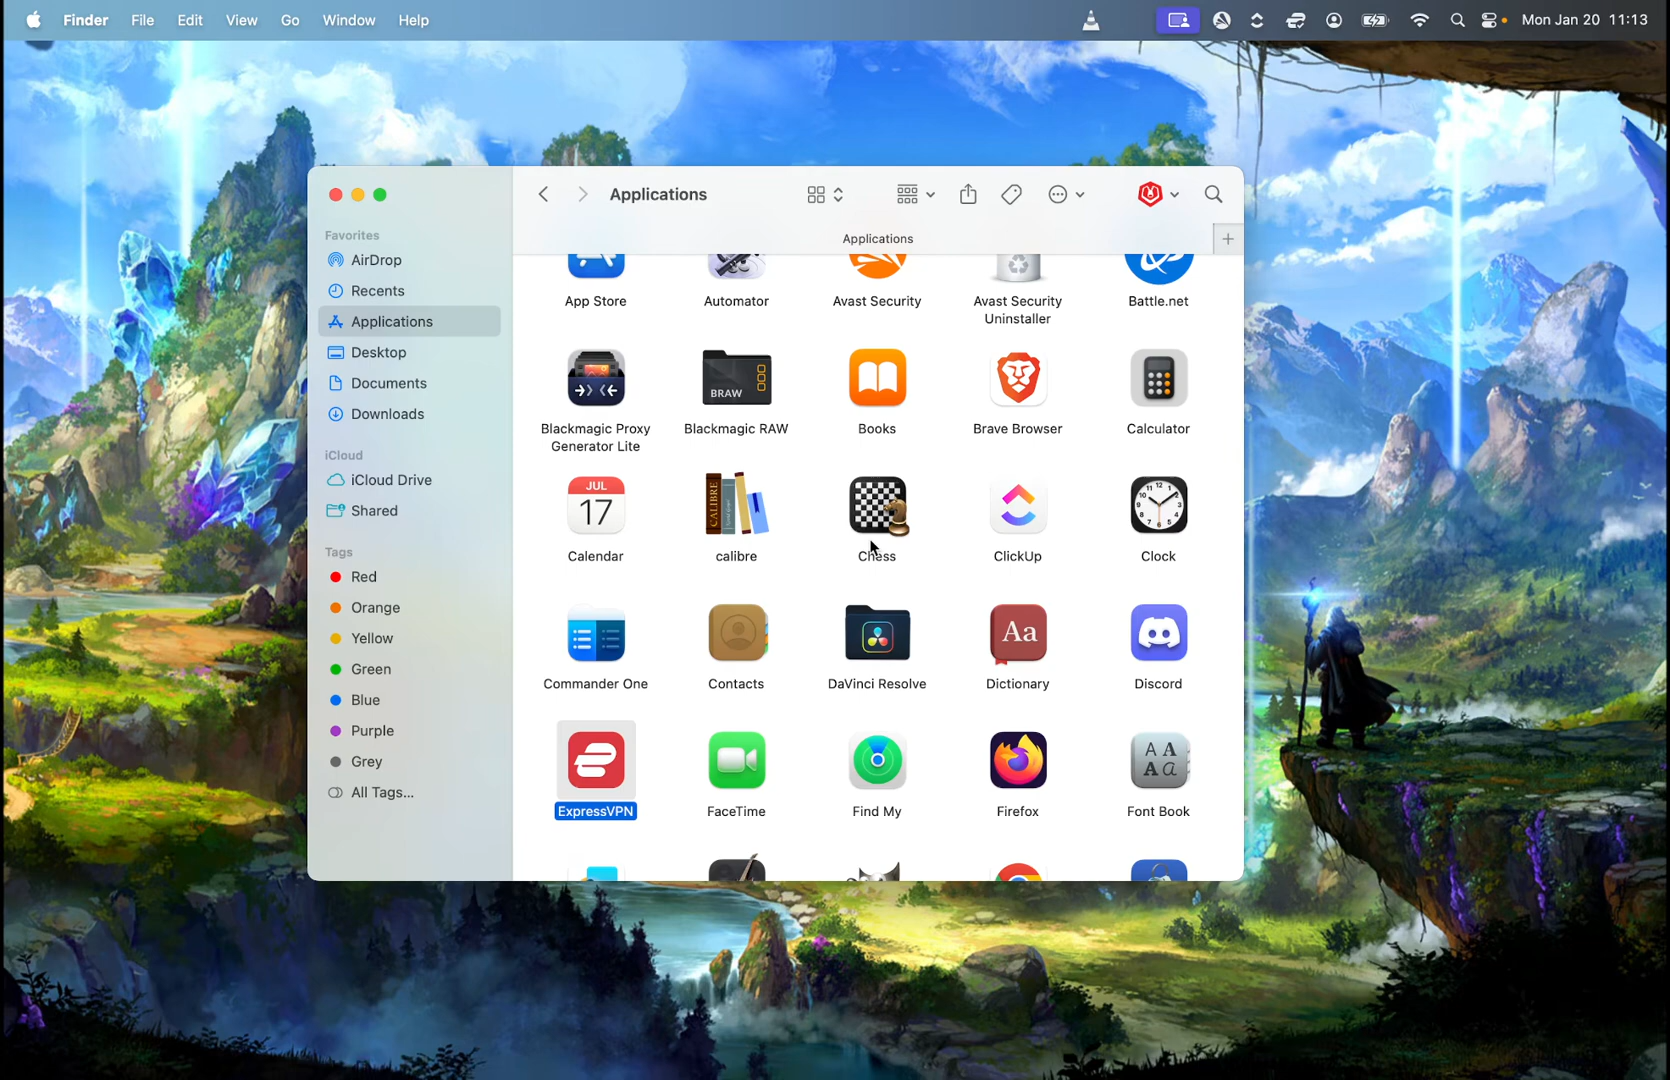 Finder File Edit View Go Window Help Mon Jan 20 11:13
Applications
Applications
Favorites
AirDrop
Recents
Applications
Desktop
Documents
Downloads
iCloud
iCloud Drive
Shared
Tags
Red
Orange
Yellow
Green
Blue
Purple
Grey
All Tags...
App Store Automator Avast Security Avast Security Battle.net
Uninstaller
BRAW
Blackmagic Proxy Blackmagic RAW Books Brave Browser Calculator
Generator Lite
JUL
17
CALIBRE
Calendar calibre Chess ClickUp Clock
Aa
Commander One Contacts DaVinci Resolve Dictionary Discord
A A
A a
ExpressVPN FaceTime Find My Firefox Font Book